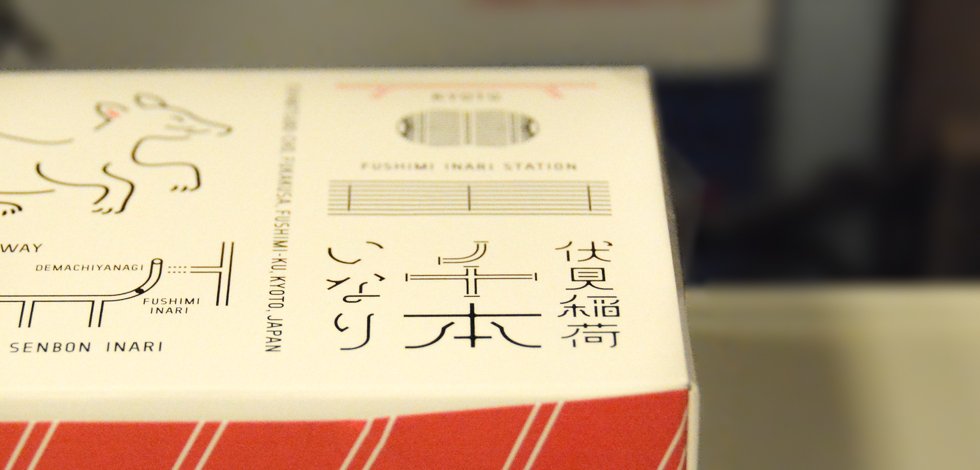 KYOTO
FUSHIMI INARI STATION
伏見稲荷
千本
いなり
FUKAKUSA FUSHIMI-KU, KYOTO, JAPAN
WAY
DEMACHIYANAGI
FUSHIMI
INARI
SENBON INARI